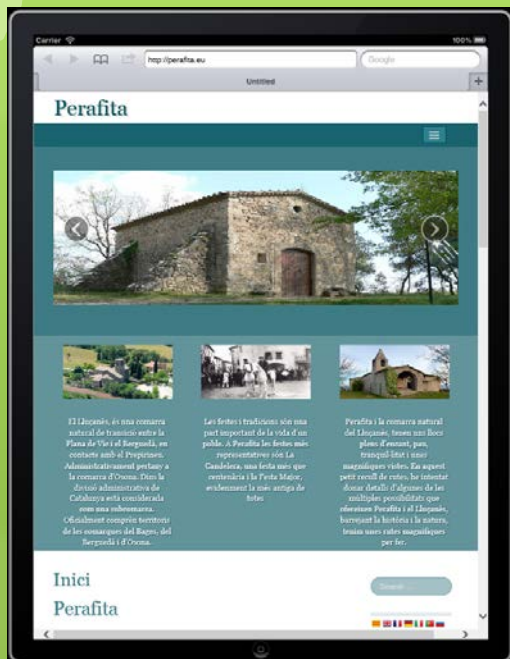 Carrier
100%
http://perafita.eu
Google
Untitled
Perafita
El Lluçanès, és una comarca
natural de transició entre la
Plana de Vic i el Berguedà, en
contacte amb el Prepirineu.
Administrativament pertany a
la comarca d'Osona. Dins la
divisió administrativa de
Catalunya està considerada
com una subcomarca.
Oficialment comprèn territoris
de les comarques del Bages, del
Berguedà i d'Osona.
Les festes i tradicions són una
part important de la vida d'un
poble. A Perafita les festes més
representatives són La
Candelera, una festa més que
centenària i la Festa Major,
evidenment la més antiga de
totes
Perafita i la comarca natural
del Lluçanès, tenen uns llocs
plens d'encant, pau,
tranquil·litat i unes
magnífiques vistes. En aquest
petit recull de rutes, he intentat
donar detalls d'algunes de les
múltiples possibilitats que
ofereixen Perafita i el Lluçanès,
barrejant la història i la natura,
tenim unes rutes magnífiques
per fer.
Inici
Search ...
Perafita